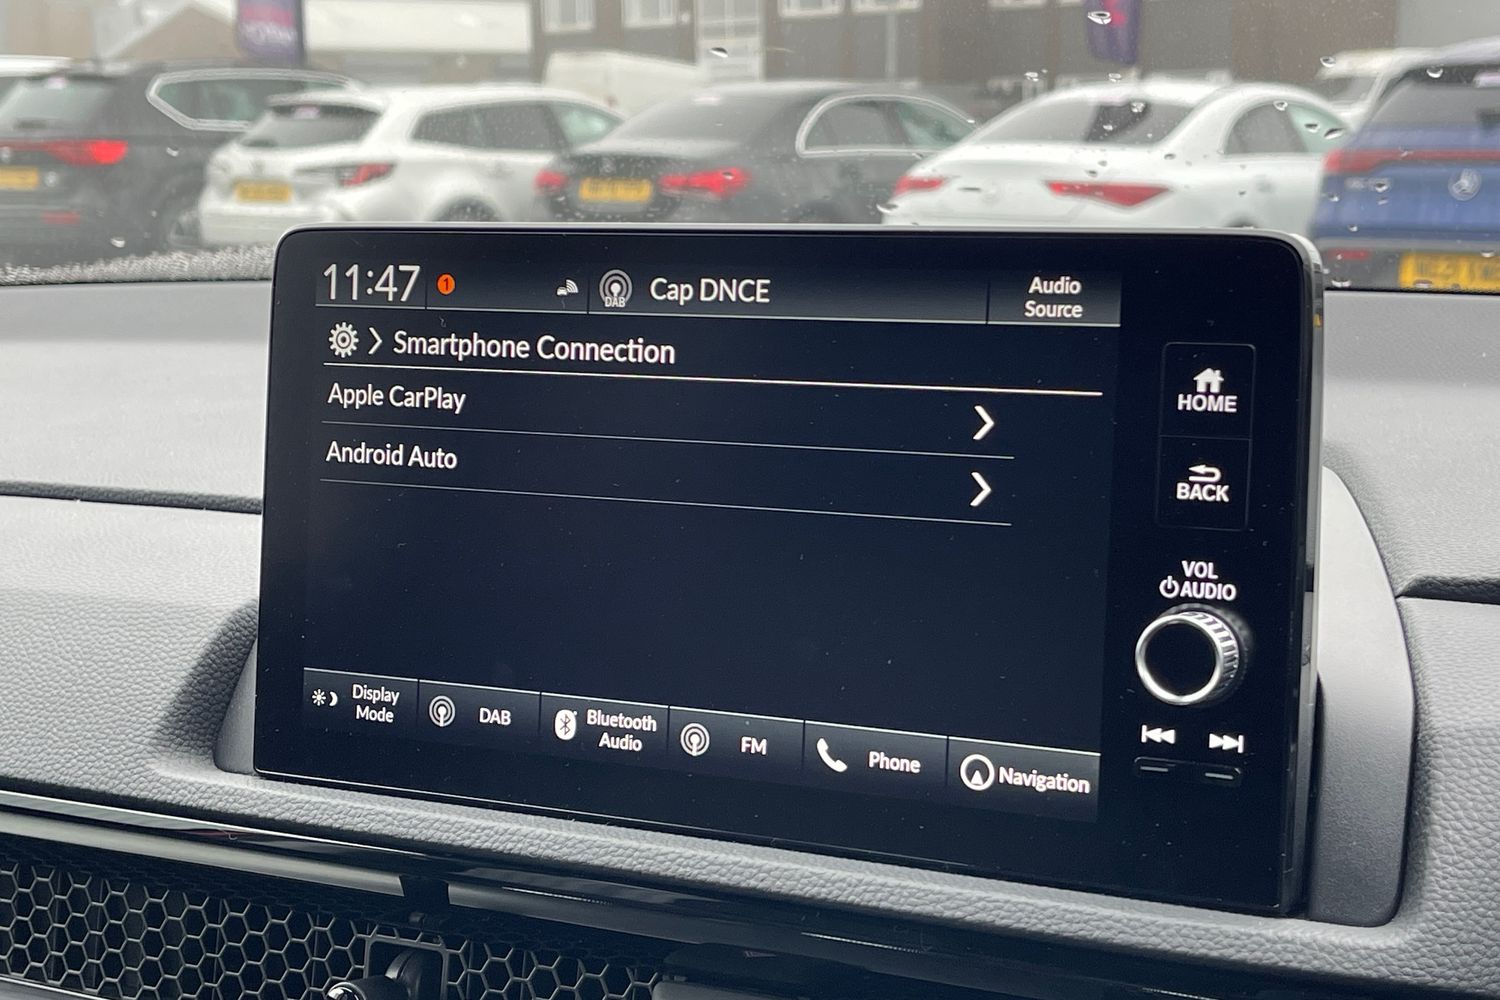 11:47
1
DAB
Cap DNCE
Audio
Source
Smartphone Connection
Apple CarPlay
Android Auto
HOME
BACK
VOL
AUDIO
Display
Mode
DAB
Bluetooth
Audio
FM
Phone
Navigation